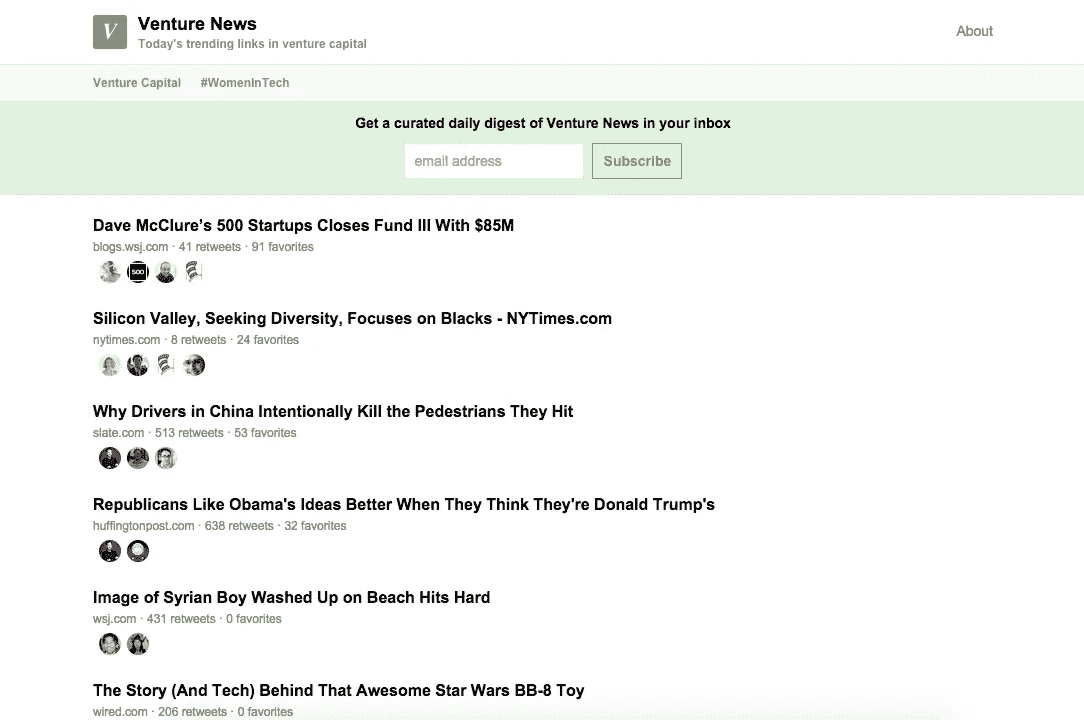 V
Venture News
Today's trending links in venture capital
About
Venture Capital #WomenInTech
Get a curated daily digest of Venture News in your inbox
email address Subscribe
Dave McClure’s 500 Startups Closes Fund III With $85M
blogs.wsj.com · 41 retweets · 91 favorites
500
Silicon Valley, Seeking Diversity, Focuses on Blacks - NYTimes.com
nytimes.com · 8 retweets · 24 favorites
Why Drivers in China Intentionally Kill the Pedestrians They Hit
slate.com · 513 retweets · 53 favorites
Republicans Like Obama's Ideas Better When They Think They're Donald Trump's
huffingtonpost.com · 638 retweets · 32 favorites
Image of Syrian Boy Washed Up on Beach Hits Hard
wsj.com · 431 retweets · 0 favorites
The Story (And Tech) Behind That Awesome Star Wars BB-8 Toy
wired.com · 206 retweets · 0 favorites